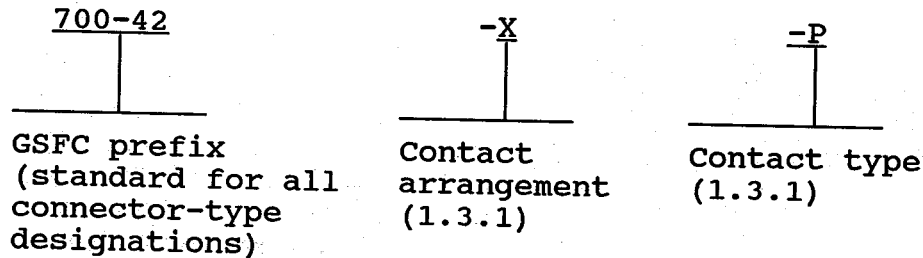 700-42
-X
-P
GSFC prefix
(standard for all
connector-type
designations)
Contact
arrangement
(1.3.1)
Contact type
(1.3.1)